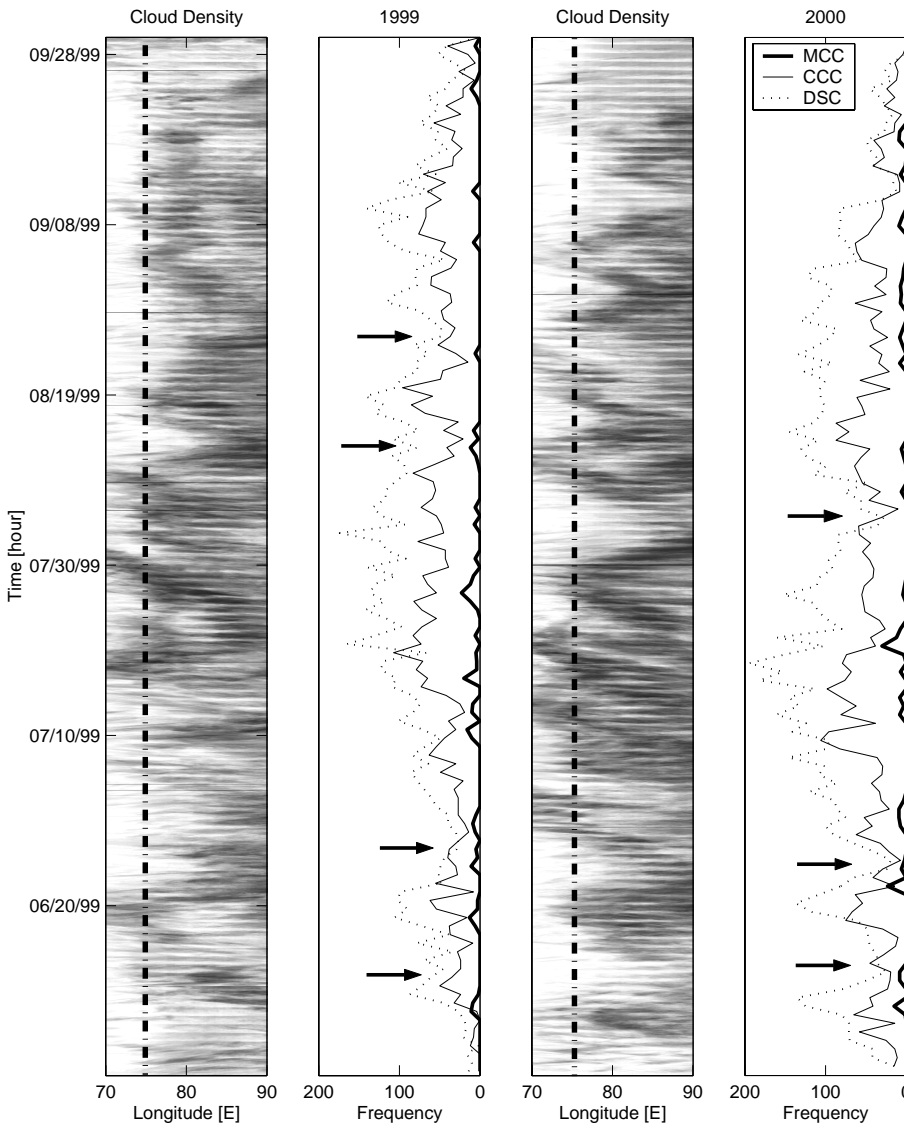 Cloud Density 1999 Cloud Density 2000
MCC
CCC
DSC
09/28/99
09/08/99
08/19/99
07/30/99
07/10/99
06/20/99
Time [hour]
70 80 90 200 100 0 70 80 90 200 100 0
Longitude [E] Frequency Longitude [E] Frequency